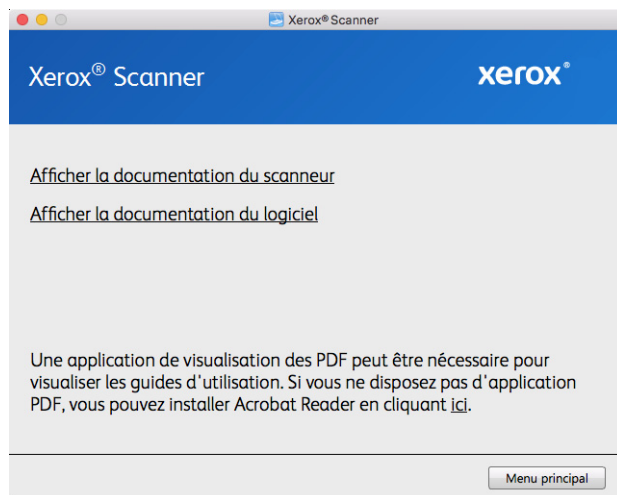 Xerox® Scanner
Xerox® Scanner
xerox®
Afficher la documentation du scanneur
Afficher la documentation du logiciel
Une application de visualisation des PDF peut être nécessaire pour
visualiser les guides d'utilisation. Si vous ne disposez pas d'application
PDF, vous pouvez installer Acrobat Reader en cliquant ici.
Menu principal